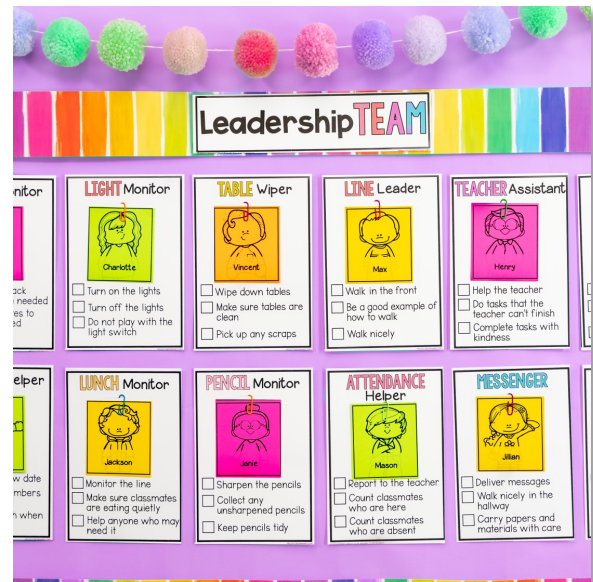 Leadership TEAM
onitor
needed
LIGHT Monitor
Charlotte
Turn on the lights
Turn off the lights
Do not play with the
light switch
TABLE Wiper
Vincent
Wipe down tables
Make sure tables are
clean
Pick up any scraps
LINE Leader
Max
Walk in the front
Be a good example of
how to walk
Walk nicely
TEACHER Assistant
Henry
Help the teacher
Do tasks that the
teacher can't finish
Complete tasks with
kindness
elper
date
when
LUNCH Monitor
Jackson
Monitor the line
Make sure classmates
are eating quietly
Help anyone who may
need it
PENCIL Monitor
Janie
Sharpen the pencils
Collect any
unsharpened pencils
Keep pencils tidy
ATTENDANCE
Helper
Mason
Report to the teacher
Count classmates
who are here
Count classmates
who are absent
MESSENGER
Jillian
Deliver messages
Walk nicely in the
hallway
Carry papers and
materials with care